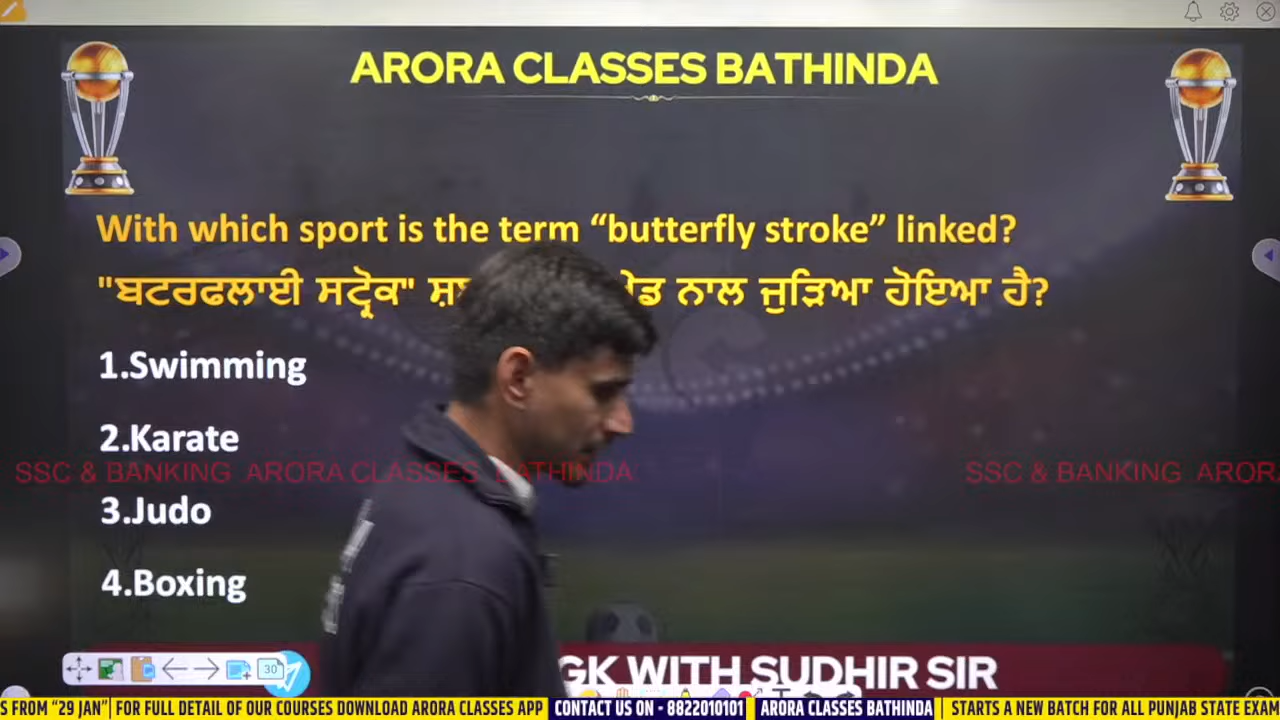 ARORA CLASSES BATHINDA
With which sport is the term “butterfly stroke” linked?
"ਬਟਰਫਲਾਈ ਸਟ੍ਰੋਕ" ਨਾਲ ਜੁੜਿਆ ਹੋਇਆ ਹੈ?
1.Swimming
2.Karate
SSC & BANKING ARORA CLASSES BATHINDA SSC & BANKING
3.Judo
4.Boxing
30
GK WITH SUDHIR SIR
S FROM “29 JAN” | FOR FULL DETAIL OF OUR COURSES DOWNLOAD ARORA CLASSES APP | CONTACT US ON - 8822010101 | ARORA CLASSES BATHINDA | STARTS A NEW BATCH FOR ALL PUNJAB STATE EXAM